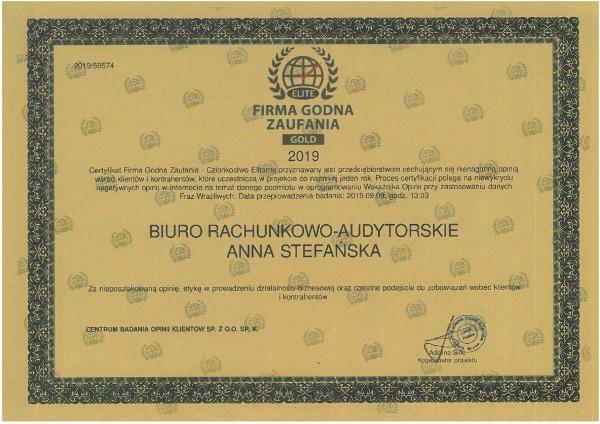 2019/59574
ELITE
FIRMA GODNA
ZAUFANIA
GOLD
2019
Certyfikat Firma Godna Zaufania - Członkostwo Elitarne przyznawany jest przedsiębiorstwom cechującym się nienaganną opinią
wśród klientów i kontrahentów, które uczestniczą w projekcie co najmniej jeden rok. Proces certyfikacji polega na niewykryciu
negatywnych opinii w Internecie na temat danego podmiotu w oprogramowaniu Wskaźnika Opinii przy zastosowaniu danych
Fraz Wrażliwych. Data przeprowadzenia badania: 2019.09.09, godz. 13:03
BIURO RACHUNKOWO-AUDYTORSKIE
ANNA STEFAŃSKA
Za nieposzlakowaną opinię, etykę w prowadzeniu działalności biznesowej oraz rzetelne podejście do zobowiązań wobec klientów
i kontrahentów
CENTRUM BADANIA OPINII KLIENTÓW SP. Z O.O. SP. K.
Koordynator projektu